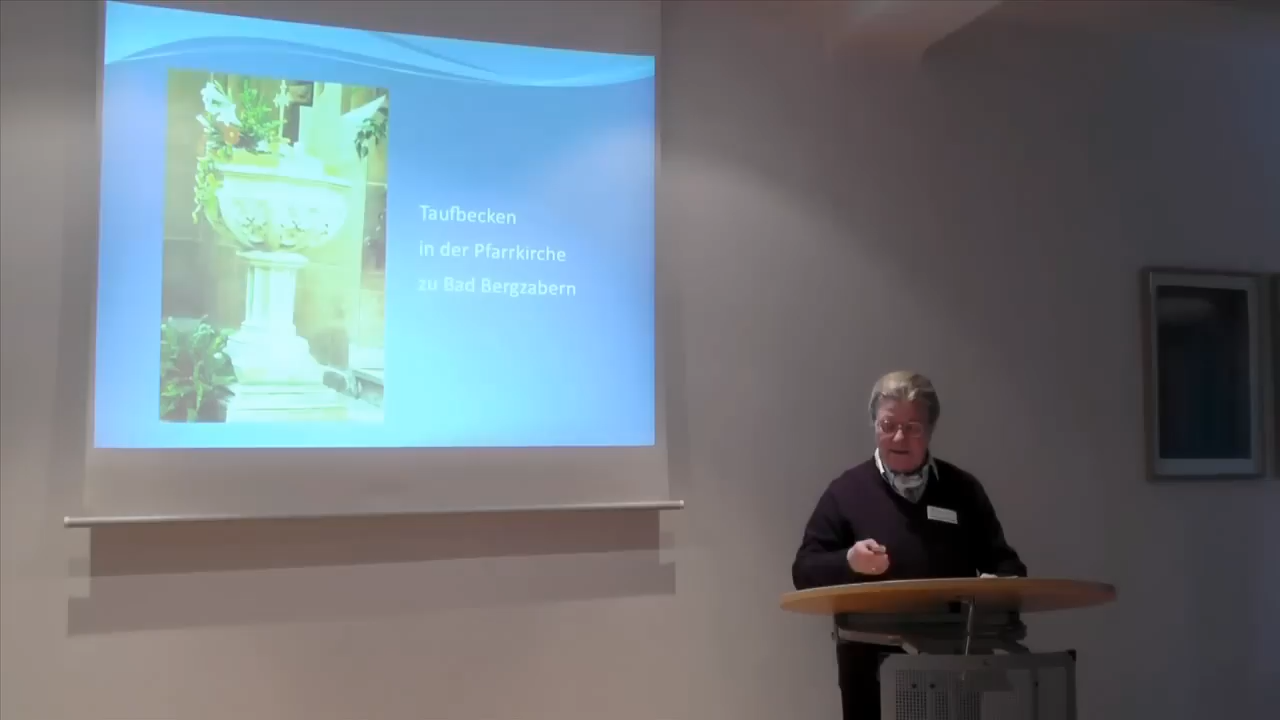 Taufbecken
in der Pfarrkirche
zu Bad Bergzabern